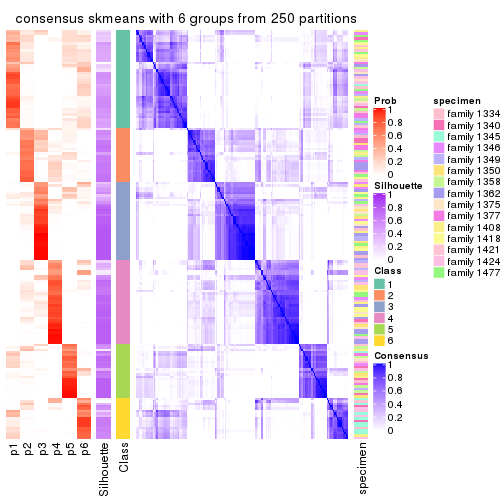 consensus skmeans with 6 groups from 250 partitions
Prob
1
0.8
0.6
0.4
0.2
0
Silhouette
1
0.8
0.6
0.4
0.2
0
Class
1
2
3
4
5
6
Consensus
1
0.8
0.6
0.4
0.2
0
specimen
family 1334
family 1340
family 1345
family 1346
family 1349
family 1350
family 1358
family 1362
family 1375
family 1377
family 1408
family 1418
family 1421
family 1424
family 1477
p1
p2
p3
p4
p5
p6
Silhouette
Class
specimen